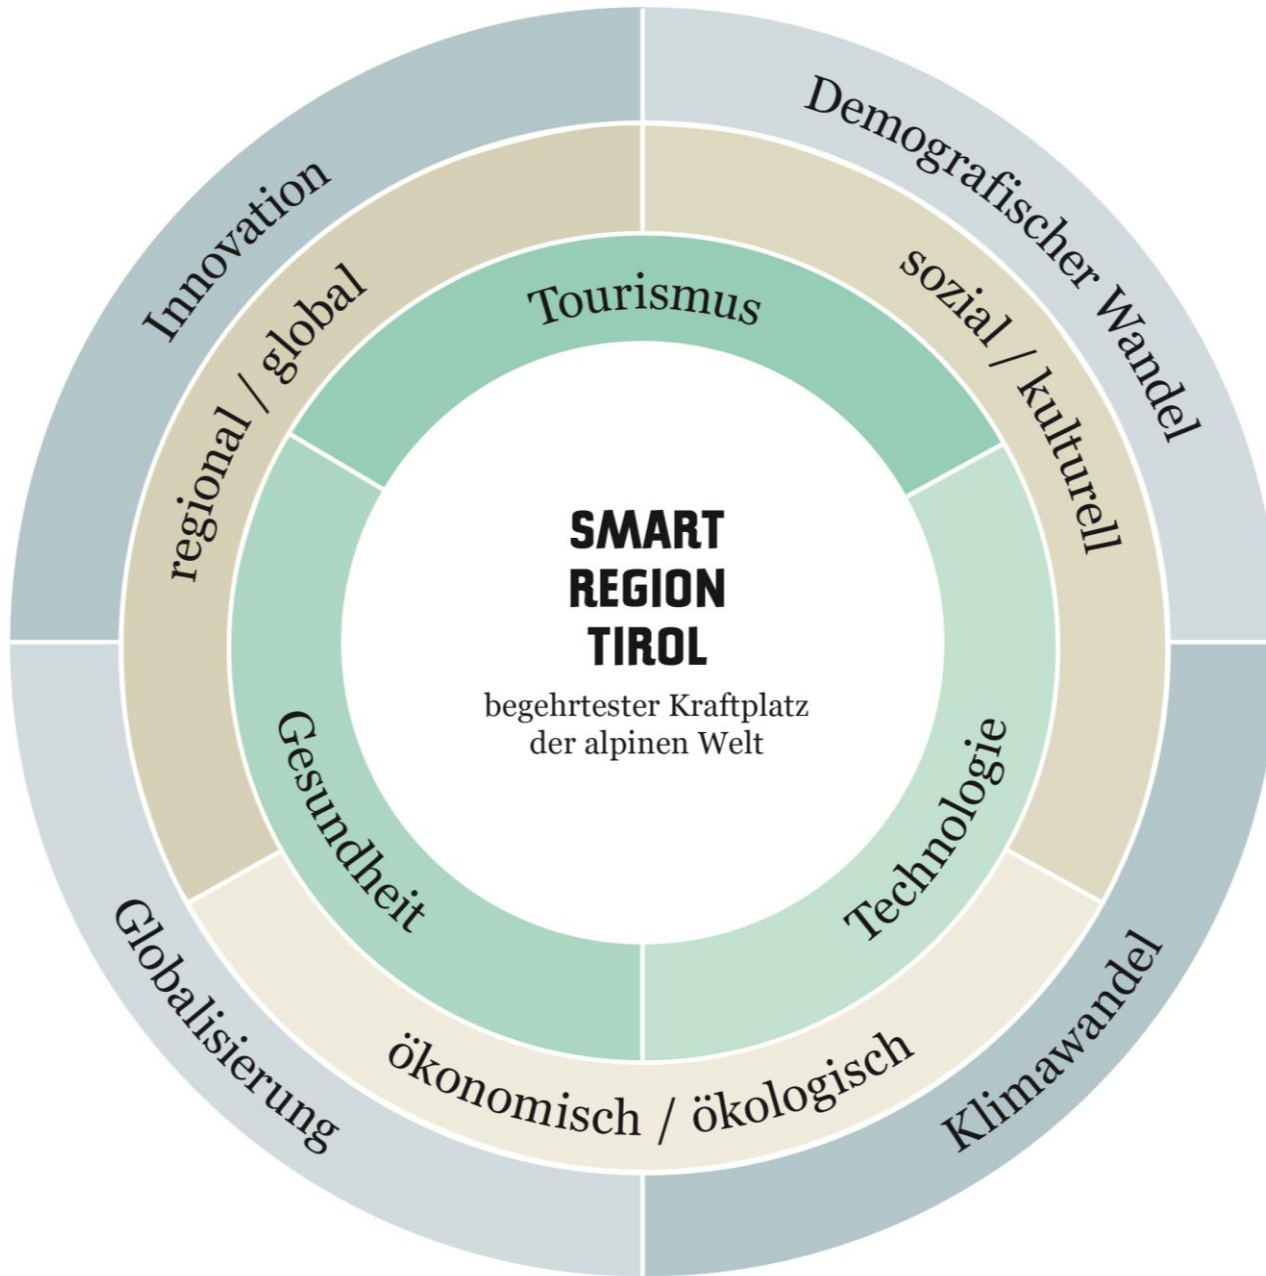 Innovation
Demografischer Wandel
regional / global
sozial / kulturell
Tourismus
SMART
REGION
TIROL
begehrtester Kraftplatz
der alpinen Welt
Gesundheit
Technologie
ökonomisch / ökologisch
Globalisierung
Klimawandel